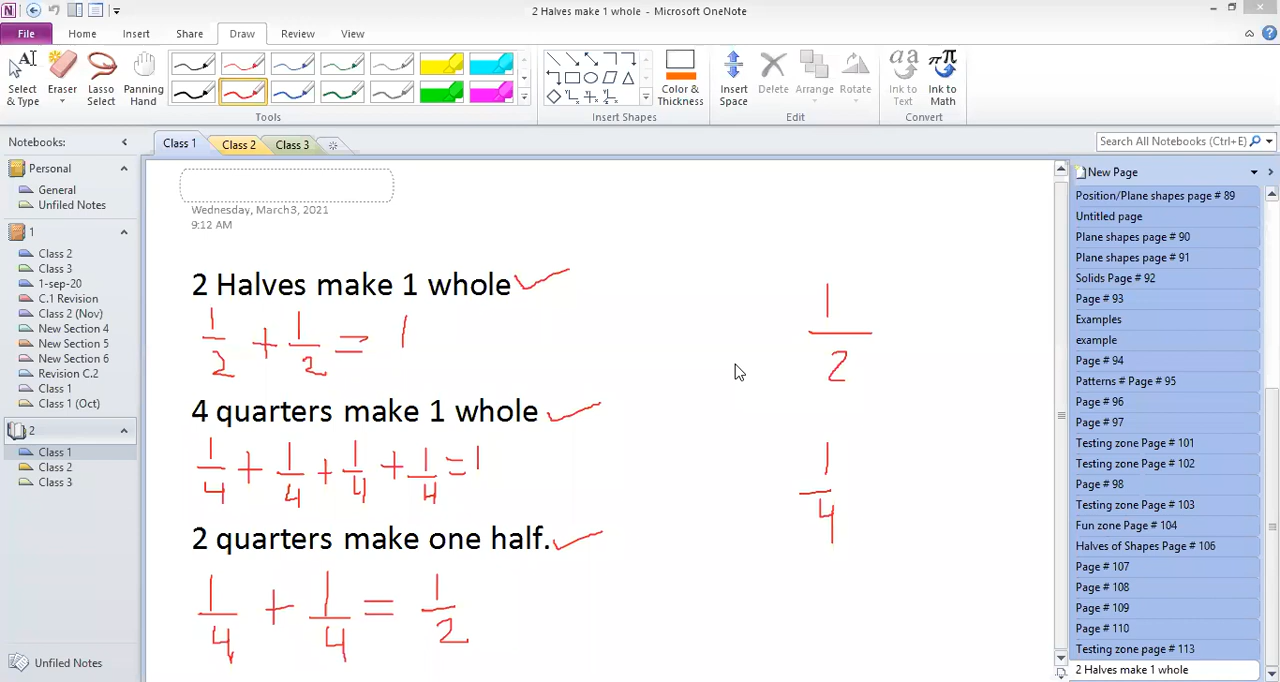 2 Halves make 1 whole - Microsoft OneNote
File Home Insert Draw Review View
Select & Type
Eraser
Lasso Select
Panning Hand
Color & Thickness
Insert Space
Delete
Arrange
Rotate
Ink to Text
Ink to Math
Tools
Insert Shapes
Edit
Convert
Notebooks:
Class 1
Class 2
Class 3
Search All Notebooks (Ctrl+E)
Personal
General
Unfiled Notes
1
Class 2
Class 3
1-sep-20
C.1 Revision
Class 2 (Nov)
New Section 4
New Section 5
New Section 6
Revision C.2
Class 1
Class 1 (Oct)
2
Class 1
Class 2
Class 3
Unfiled Notes
Wednesday, March 3, 2021
9:12 AM
2 Halves make 1 whole
1/2 + 1/2 = 1
4 quarters make 1 whole
1/4 + 1/4 + 1/4 + 1/4 = 1
2 quarters make one half.
1/4 + 1/4 = 1/2
1/2
1/4
New Page
Position/Plane shapes page # 89
Untitled page
Plane shapes page # 90
Plane shapes page # 91
Solids Page # 92
Page # 93
Examples
example
Page # 94
Patterns # Page # 95
Page # 96
Page # 97
Testing zone Page # 101
Testing zone Page # 102
Page # 98
Testing zone Page # 103
Fun zone Page # 104
Halves of Shapes Page # 106
Page # 107
Page # 108
Page # 109
Page # 110
Testing zone page # 113
2 Halves make 1 whole